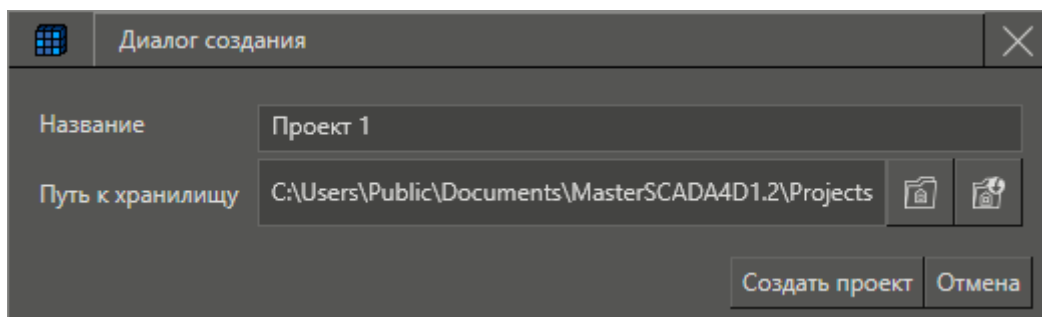 Диалог создания
Название Проект 1
Путь к хранилищу C:\Users\Public\Documents\MasterSCADA4D1.2\Projects
Создать проект Отмена